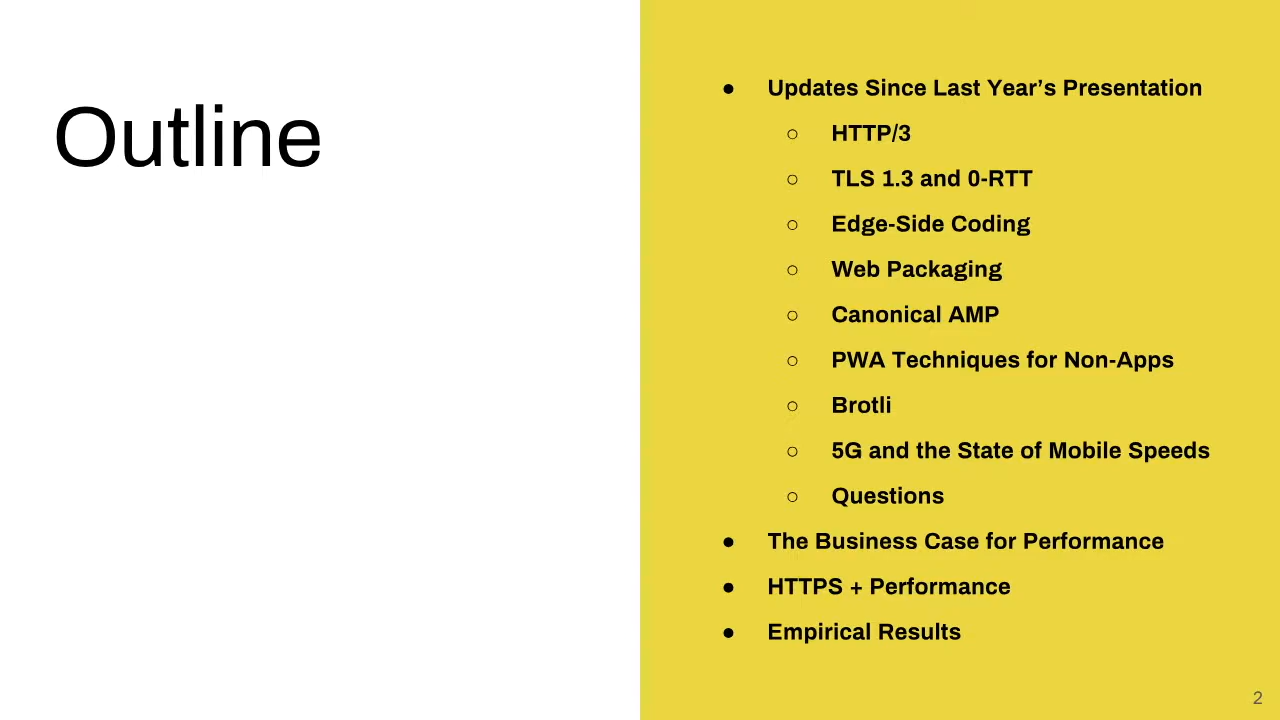 Outline
● Updates Since Last Year’s Presentation
○ HTTP/3
○ TLS 1.3 and 0-RTT
○ Edge-Side Coding
○ Web Packaging
○ Canonical AMP
○ PWA Techniques for Non-Apps
○ Brotli
○ 5G and the State of Mobile Speeds
○ Questions
● The Business Case for Performance
● HTTPS + Performance
● Empirical Results
2